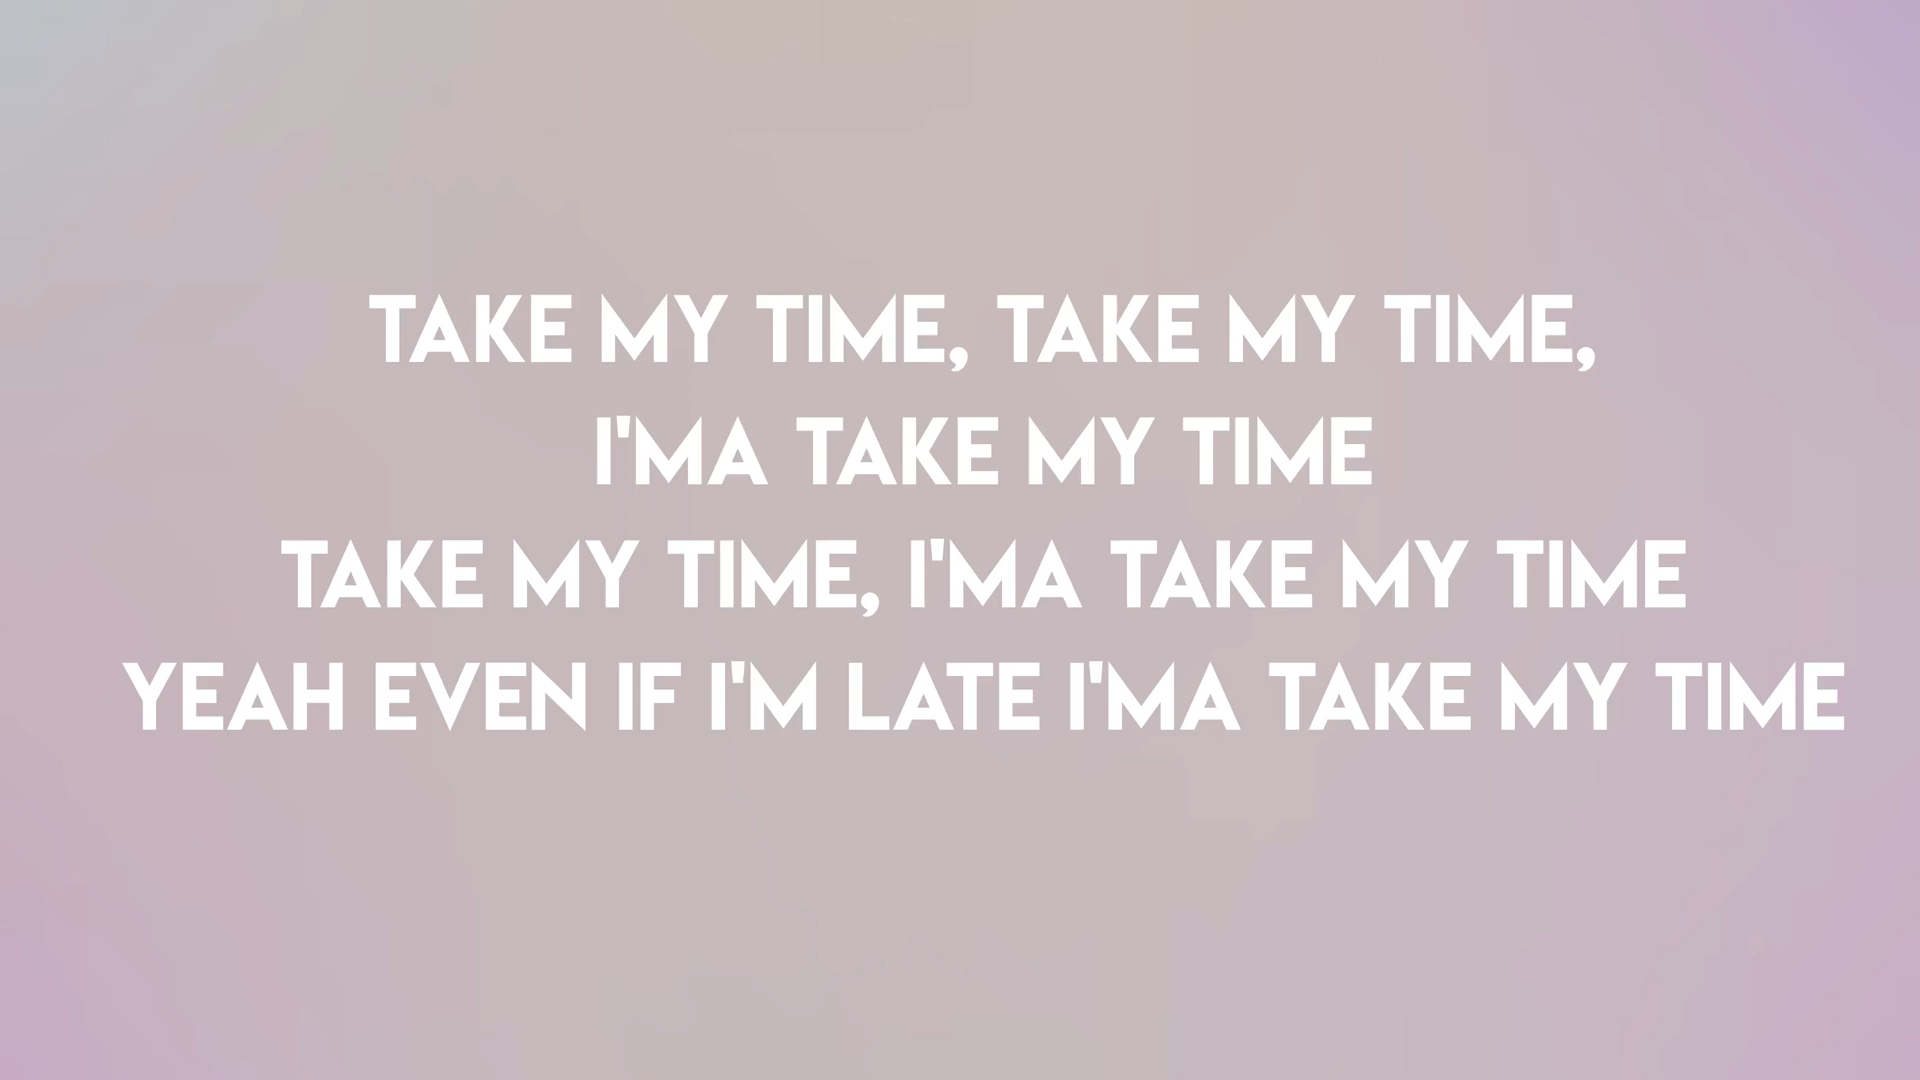 TAKE MY TIME, TAKE MY TIME,
I'MA TAKE MY TIME
TAKE MY TIME, I'MA TAKE MY TIME
YEAH EVEN IF I'M LATE I'MA TAKE MY TIME